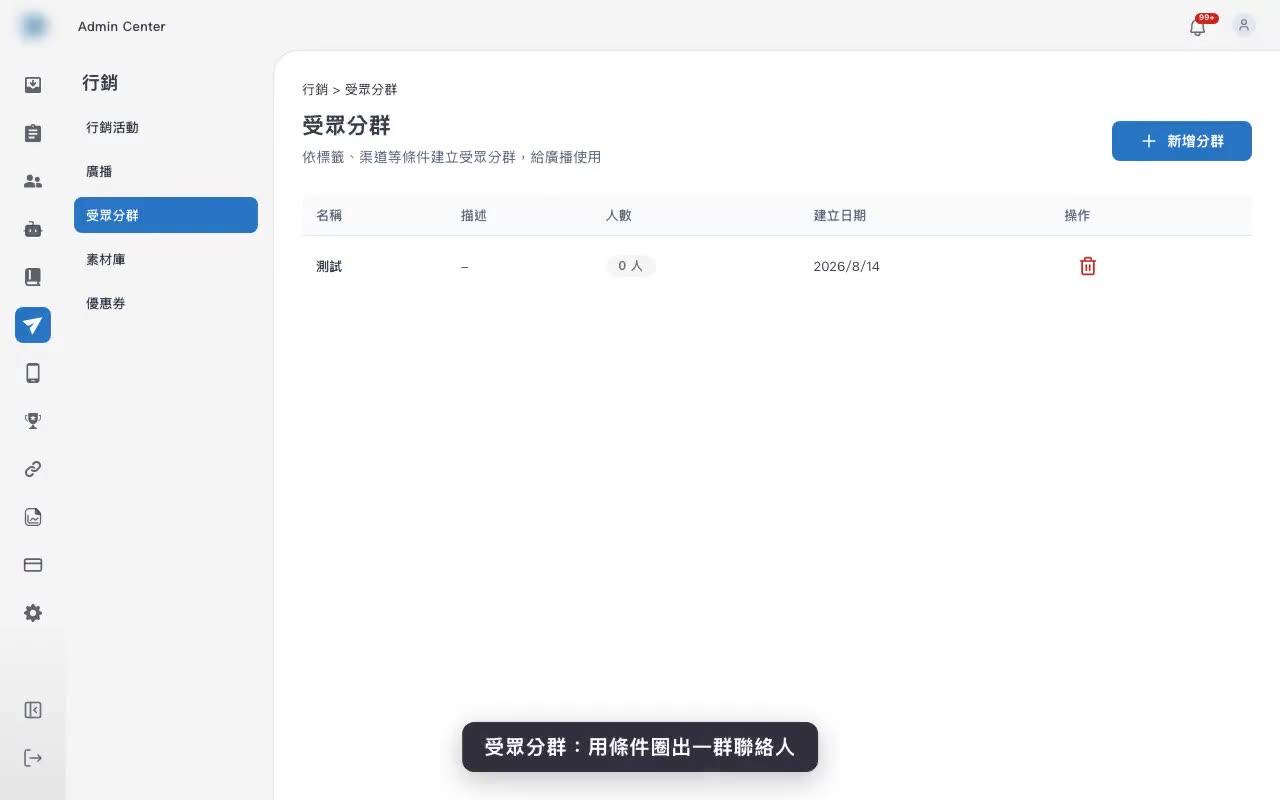 Admin Center
99+
行銷
行銷活動
廣播
受眾分群
素材庫
優惠券
行銷 > 受眾分群
受眾分群
依標籤、渠道等條件建立受眾分群，給廣播使用
新增分群
名稱 描述 人數 建立日期 操作
測試 – 0 人 2026/8/14
受眾分群：用條件圈出一群聯絡人